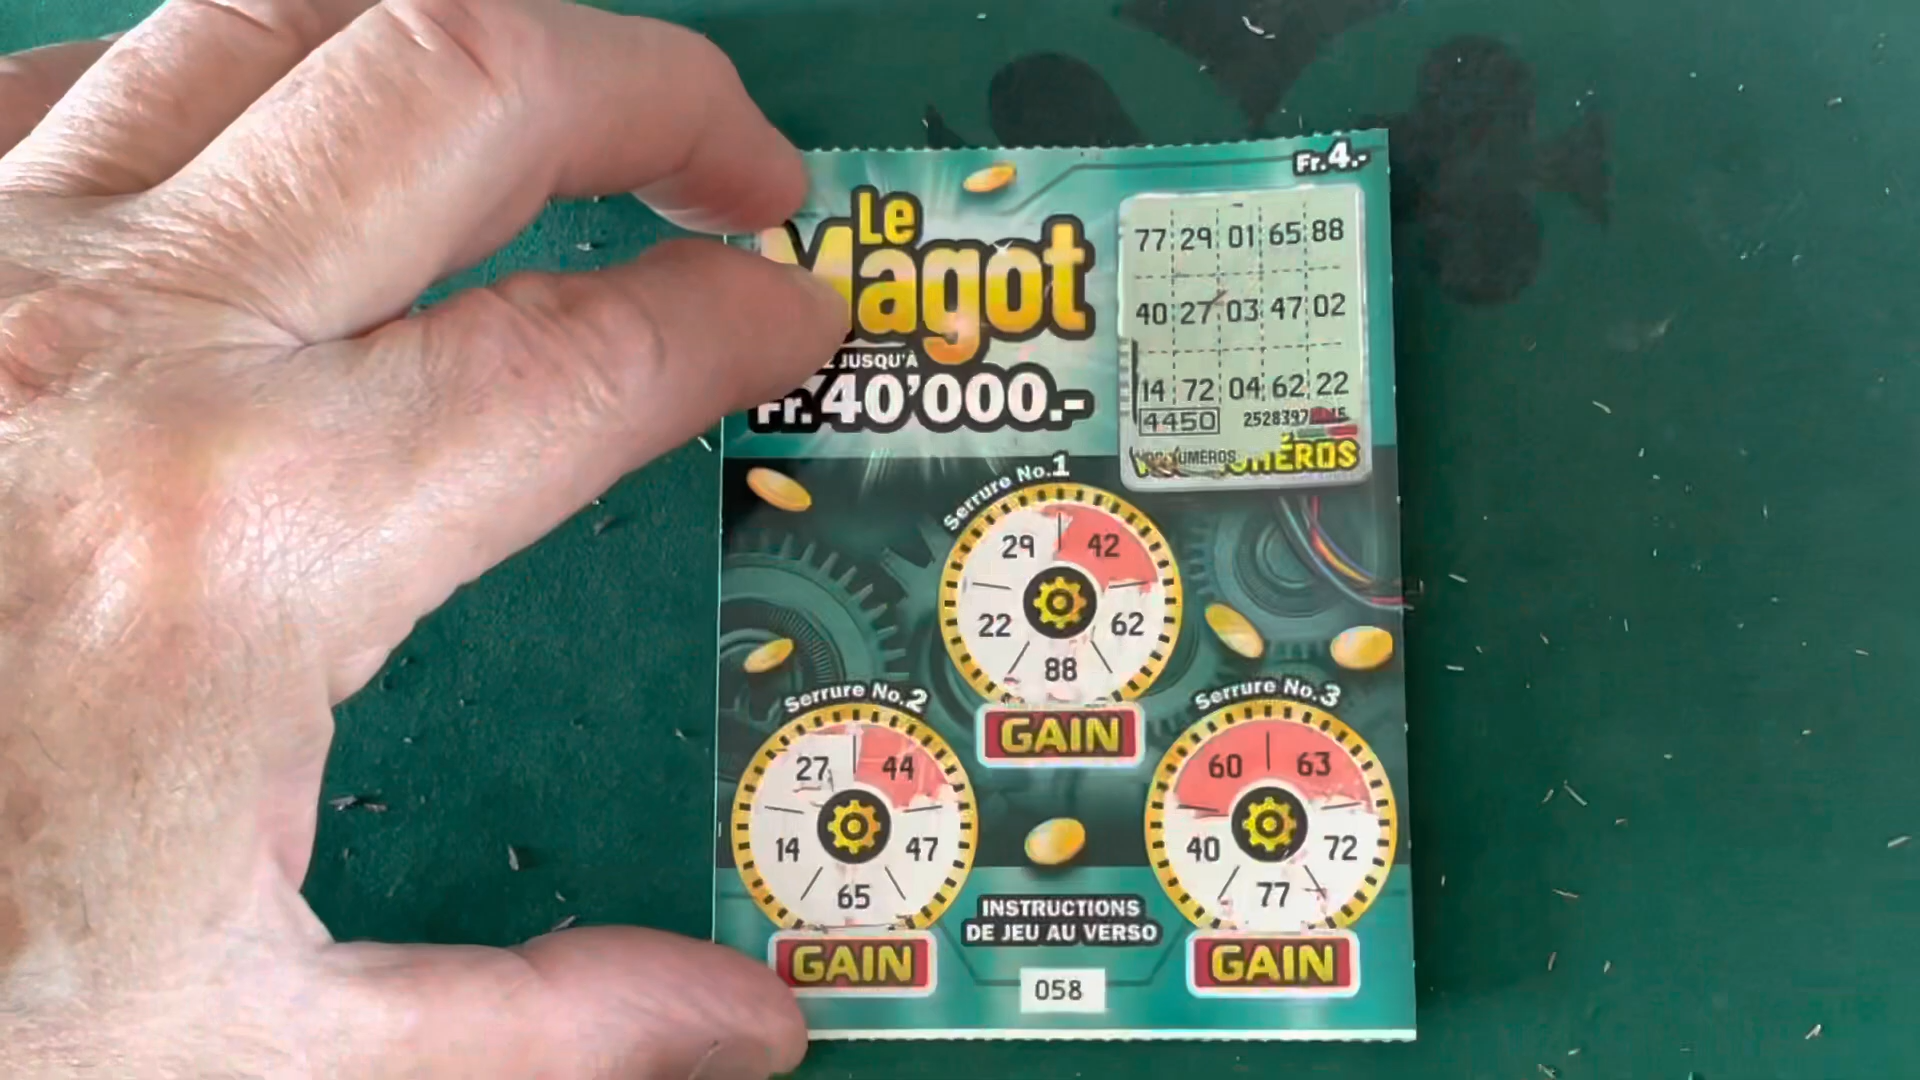 Fr.4.-
Le
Magot
JUSQU'À
Fr.40'000.-
77 29 01 65 88
40 27 03 47 02
14 72 04 62 22
4450 2528397
NUMÉROS
Serrure No.1
29 42
22 62
88
GAIN
Serrure No.2
27 44
14 47
65
GAIN
Serrure No.3
60 63
40 72
77
GAIN
INSTRUCTIONS
DE JEU AU VERSO
058